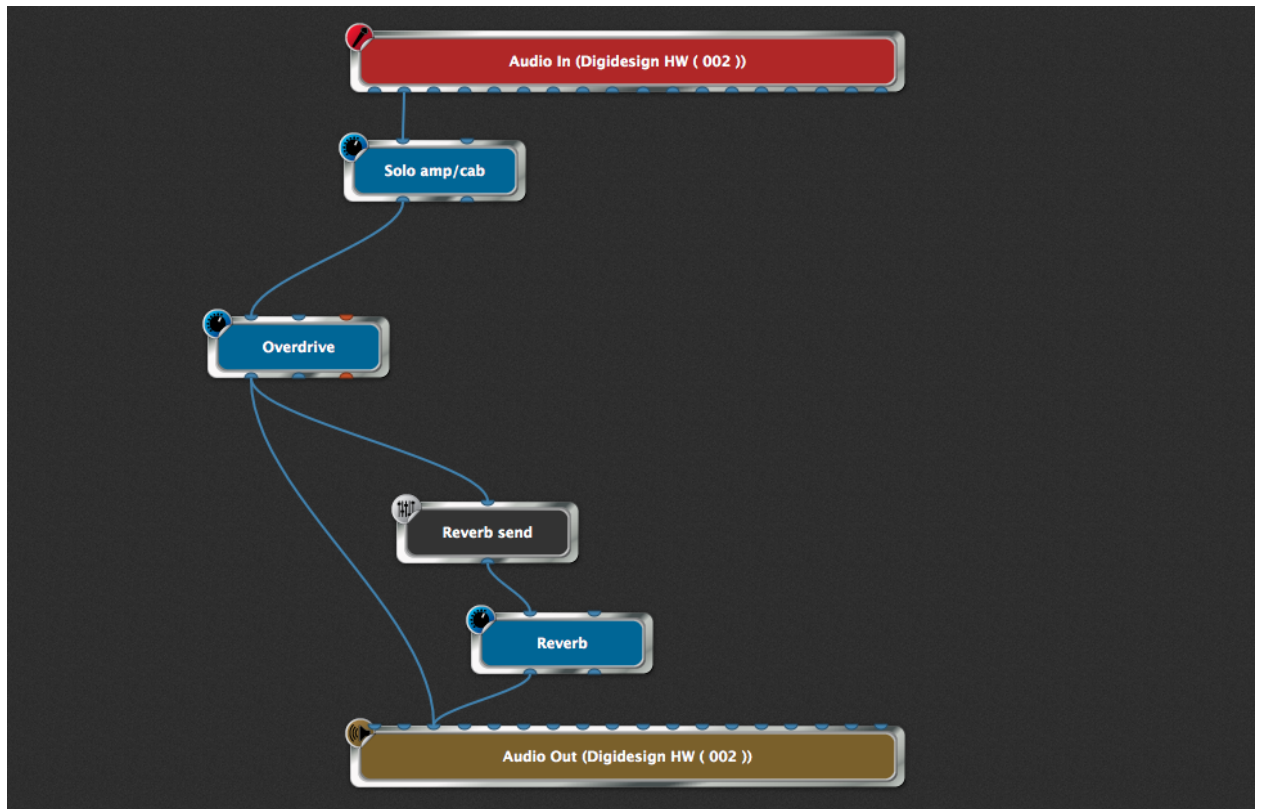 Audio In (Digidesign HW ( 002 ))
Solo amp/cab
Overdrive
Reverb send
Reverb
Audio Out (Digidesign HW ( 002 ))